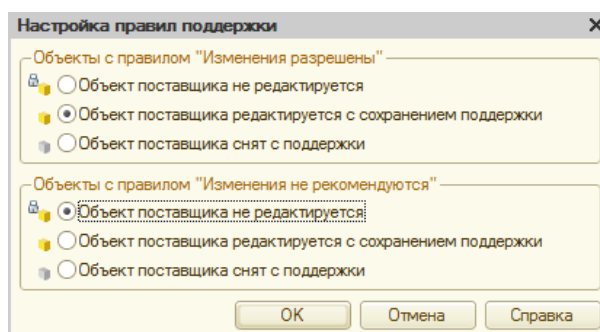 Настройка правил поддержки
Объекты с правилом "Изменения разрешены"
Объект поставщика не редактируется
Объект поставщика редактируется с сохранением поддержки
Объект поставщика снят с поддержки
Объекты с правилом "Изменения не рекомендуются"
Объект поставщика не редактируется
Объект поставщика редактируется с сохранением поддержки
Объект поставщика снят с поддержки
OK Отмена Справка